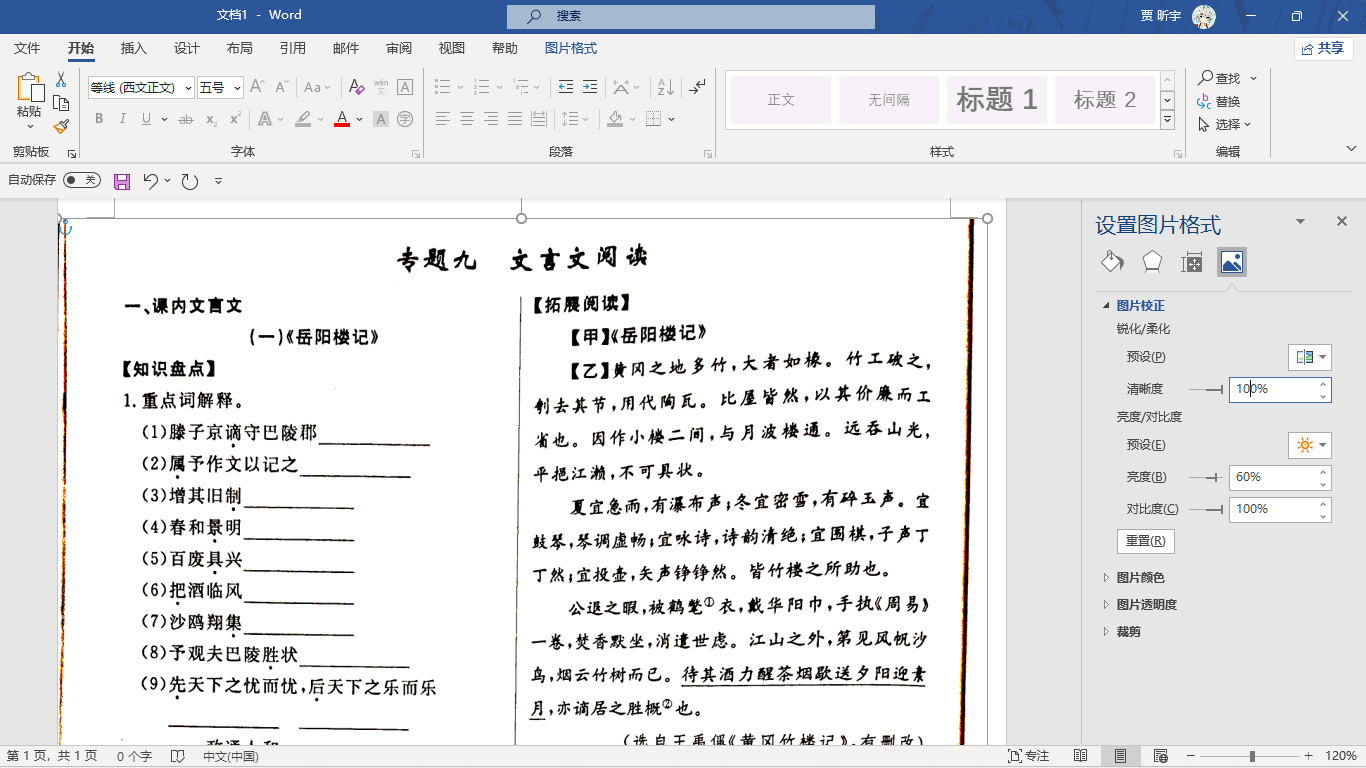 文档1 - Word
搜索
贾 昕宇
文件 开始 插入 设计 布局 引用 邮件 审阅 视图 帮助 图片格式
共享
粘贴
等线 (西文正文) 五号
剪贴板 字体 段落 样式 编辑
正文 无间隔 标题 1 标题 2
查找
替换
选择
自动保存 关
专题九 文言文阅读
一、课内文言文
(一)《岳阳楼记》
【知识盘点】
1.重点词解释。
(1)滕子京谪守巴陵郡
(2)属予作文以记之
(3)增其旧制
(4)春和景明
(5)百废具兴
(6)把酒临风
(7)沙鸥翔集
(8)予观夫巴陵胜状
(9)先天下之忧而忧,后天下之乐而乐
【拓展阅读】
【甲】《岳阳楼记》
【乙】黄冈之地多竹,大者如椽。竹工破之,
刳去其节,用代陶瓦。比屋皆然,以其价廉而工
省也。因作小楼二间,与月波楼通。远吞山光,
平挹江濑,不可具状。
夏宜急雨,有瀑布声;冬宜密雪,有碎玉声。宜
鼓琴,琴调虚畅;宜咏诗,诗韵清绝;宜围棋,子声丁
丁然;宜投壶,矢声铮铮然。皆竹楼之所助也。
公退之暇,被鹤氅①衣,戴华阳巾,手执《周易》
一卷,焚香默坐,消遣世虑。江山之外,第见风帆沙
鸟,烟云竹树而已。待其酒力醒茶烟歇送夕阳迎素
月,亦谪居之胜概②也。
(选自王禹偁《黄冈竹楼记》,有删改)
设置图片格式
图片校正
锐化/柔化
预设(P)
清晰度 100%
亮度/对比度
预设(E)
亮度(B) 60%
对比度(C) 100%
重置(R)
图片颜色
图片透明度
裁剪
第 1 页，共 1 页 0 个字 中文(中国) 专注 120%